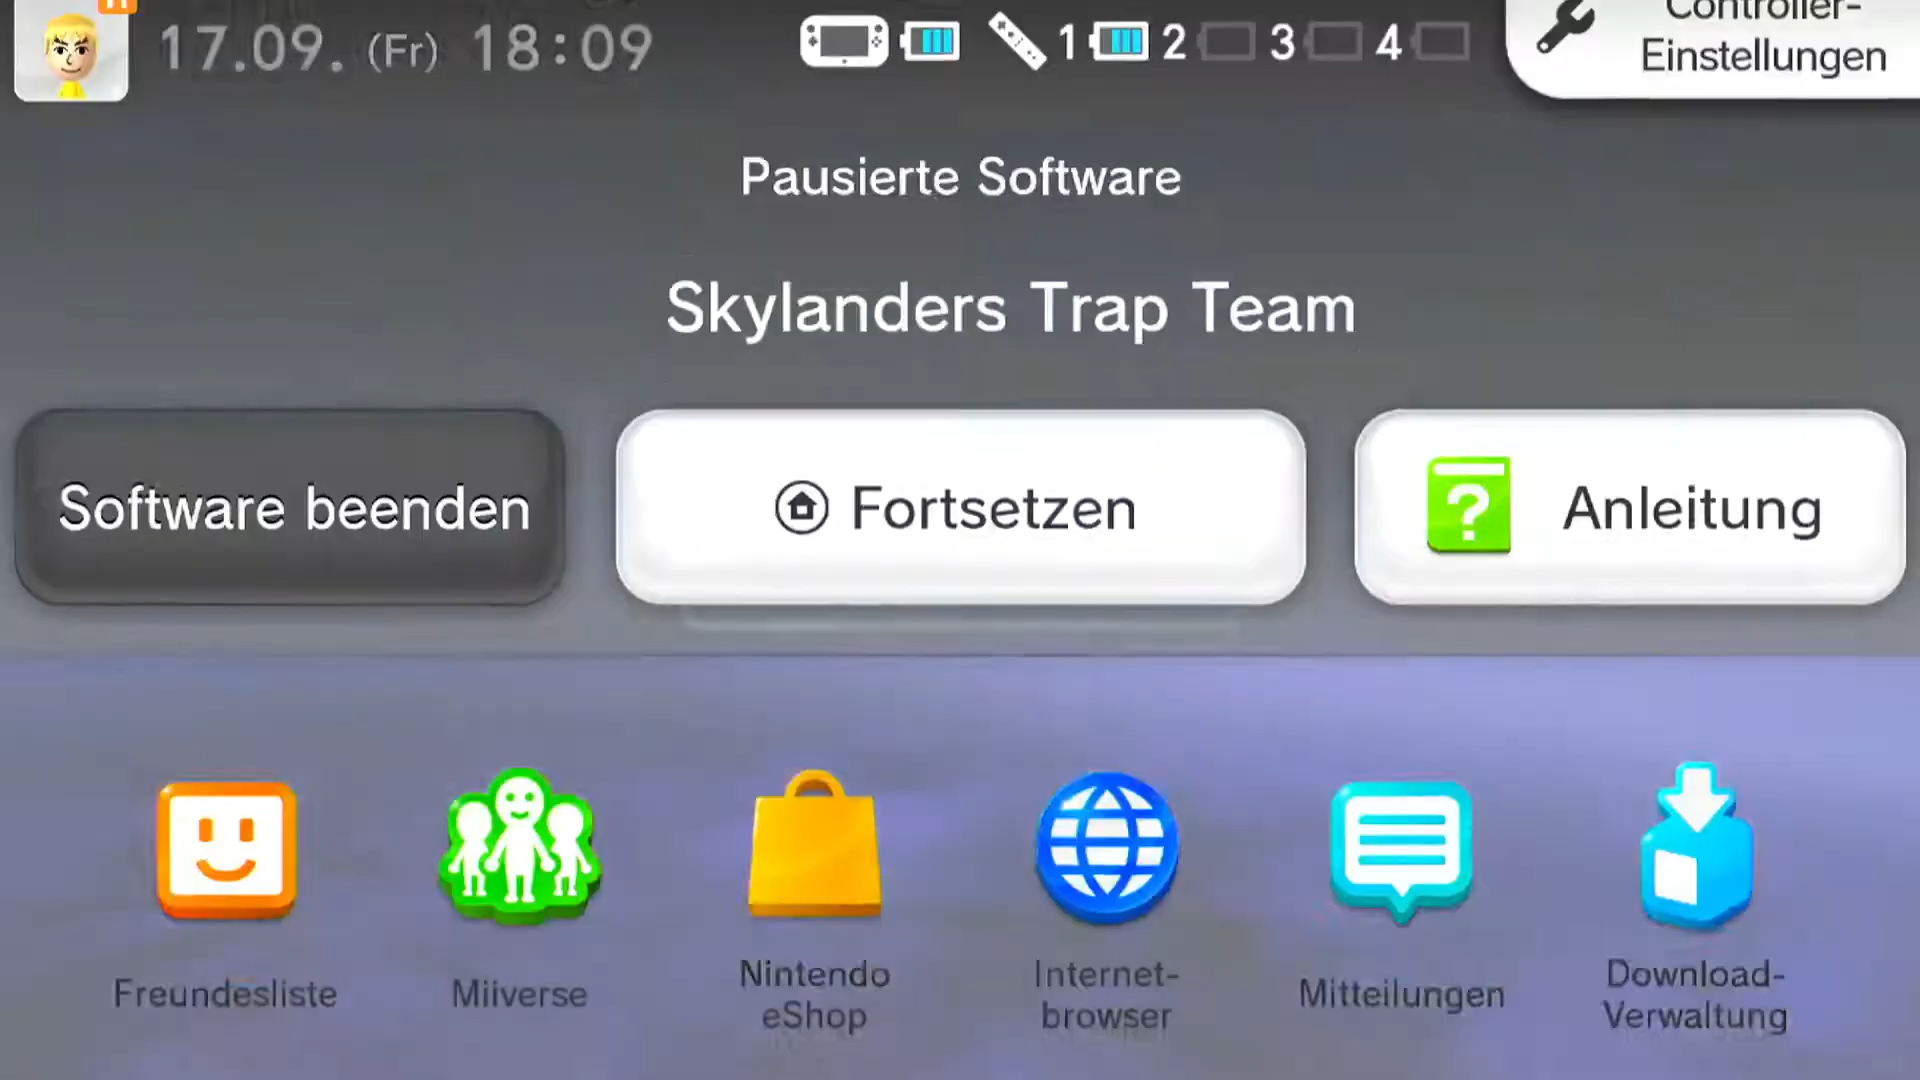 17.09. (Fr) 18:09
1 2 3 4
Controller-
Einstellungen
Pausierte Software
Skylanders Trap Team
Software beenden
Fortsetzen
? Anleitung
Freundesliste
Miiverse
Nintendo
eShop
Internet-
browser
Mitteilungen
Download-
Verwaltung